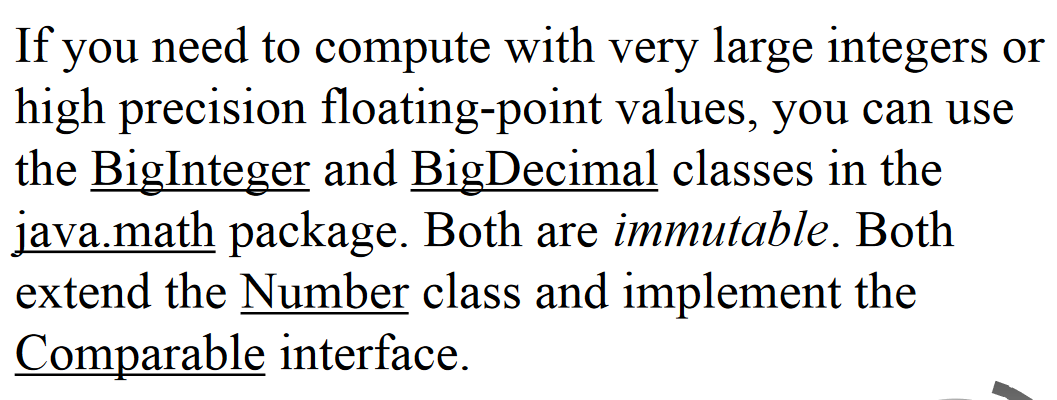 If you need to compute with very large integers or
high precision floating-point values, you can use
the BigInteger and BigDecimal classes in the
java.math package. Both are immutable. Both
extend the Number class and implement the
Comparable interface.